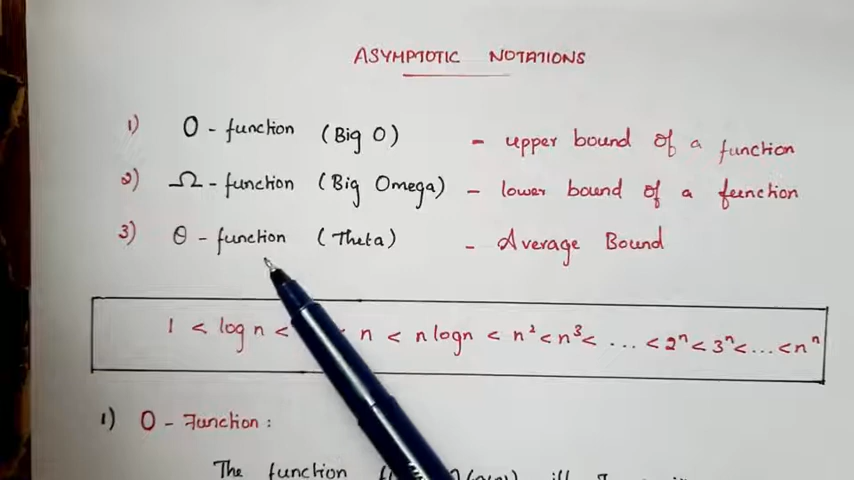 ASYMPTOTIC NOTATIONS
1) O - function (Big O) - upper bound of a function
2) Ω - function (Big Omega) - lower bound of a function
3) θ - function (Theta) - Average Bound
1 < log n < n < n log n < n² < n³ < ... < 2ⁿ < 3ⁿ < ... < nⁿ
1) O - Function :
The function